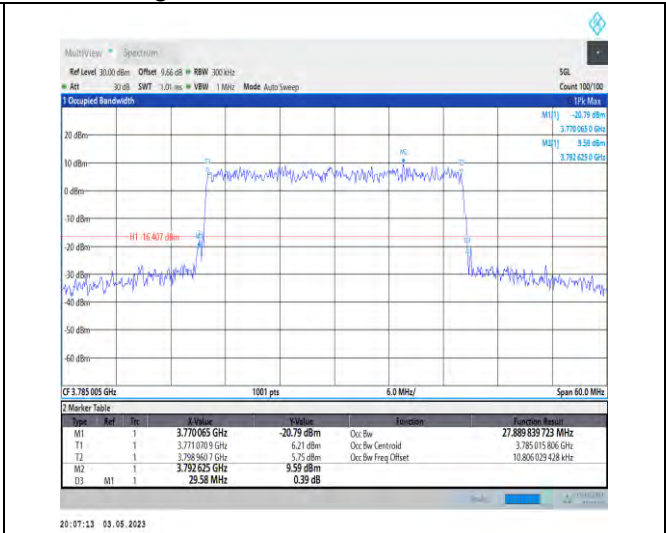 MultiView Spectrum
Ref Level 30.00 dBm Offset 9.66 dB RBW 300 kHz SGL
Att 30 dB SWT 1.01 ms VBW 1 MHz Mode Auto Sweep Count 100/100
1 Occupied Bandwidth 1Pk Max
M1[1] -20.79 dBm
3.770 065 0 GHz
M2[1] 9.59 dBm
3.792 625 0 GHz
20 dBm
M2
10 dBm
T1 T2
0 dBm
-10 dBm
H1 -16.407 dBm M1
D3
-20 dBm
-30 dBm
-40 dBm
-50 dBm
-60 dBm
CF 3.785 005 GHz 1001 pts 6.0 MHz/ Span 60.0 MHz
2 Marker Table
Type Ref Trc X-Value Y-Value Function Function Result
M1 1 3.770 065 GHz -20.79 dBm Occ Bw 27.889 839 723 MHz
T1 1 3.771 070 9 GHz 6.21 dBm Occ Bw Centroid 3.785 015 806 GHz
T2 1 3.798 960 7 GHz 5.75 dBm Occ Bw Freq Offset 10.806 029 428 kHz
M2 1 3.792 625 GHz 9.59 dBm
D3 M1 1 29.58 MHz 0.39 dB
20:07:13 03.05.2023